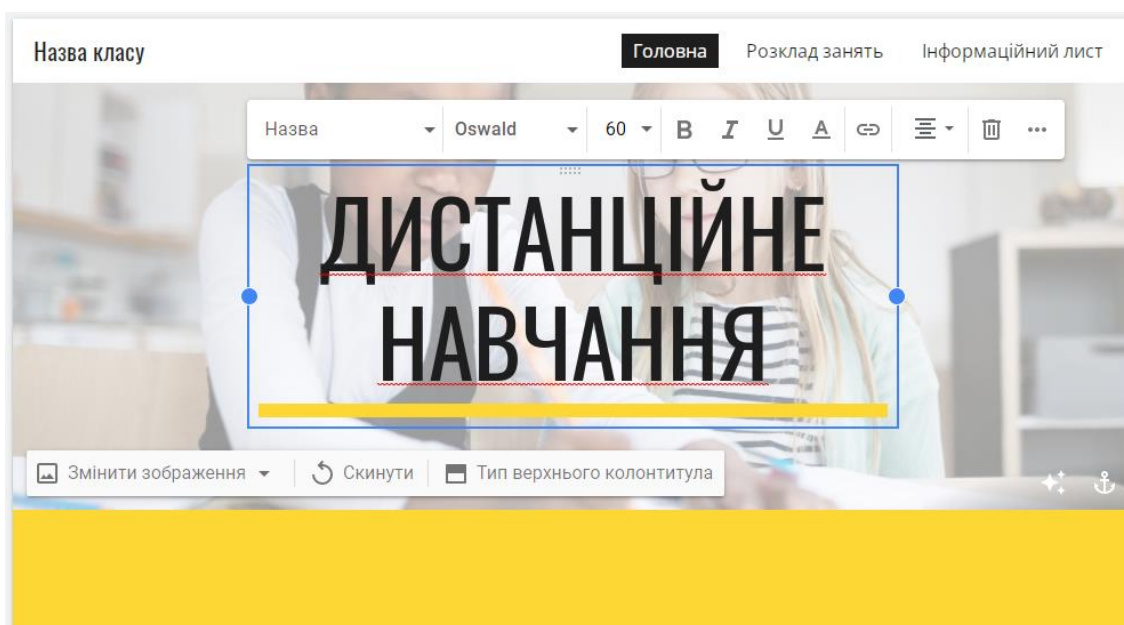 Назва класу
Головна Розклад занять Інформаційний лист
Назва Oswald 60 B I U A
ДИСТАНЦІЙНЕ
НАВЧАННЯ
Змінити зображення Скинути Тип верхнього колонтитула